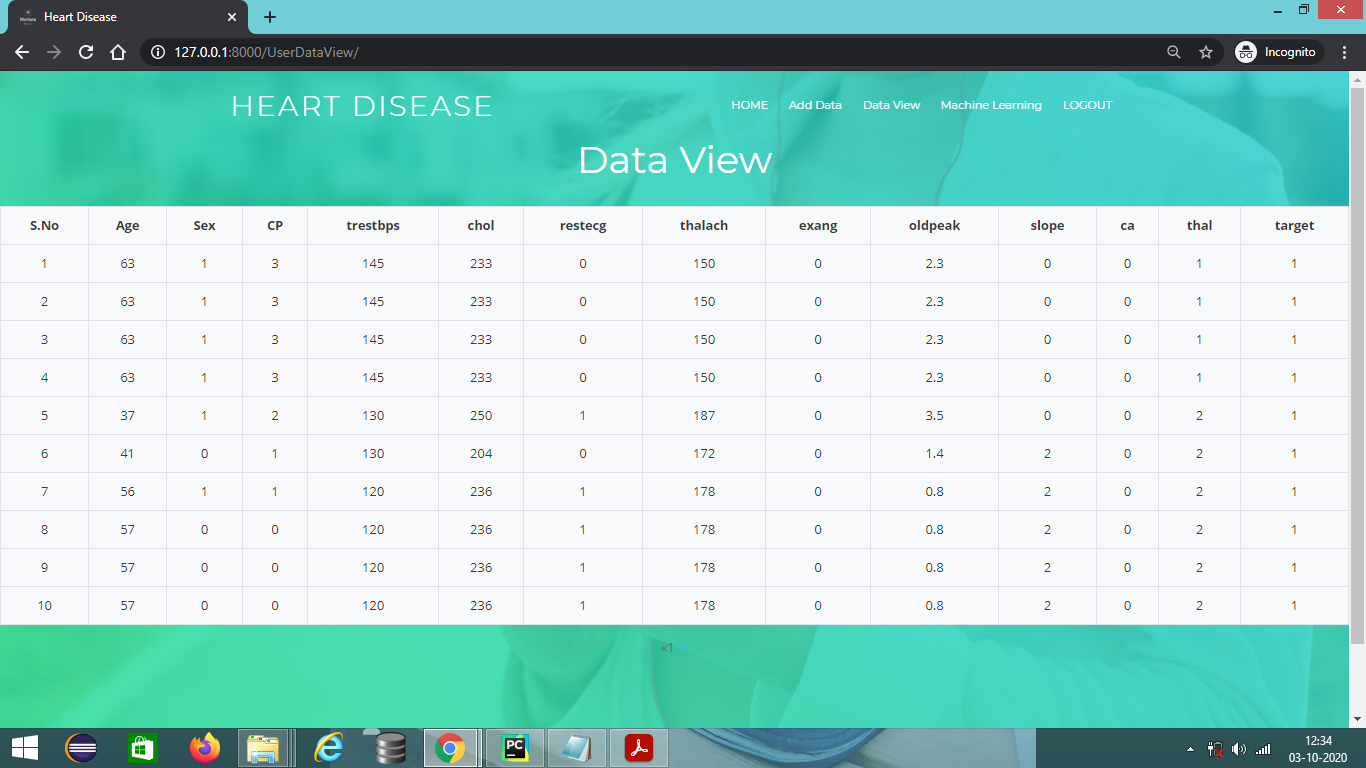 Heart Disease
127.0.0.1:8000/UserDataView/
Incognito
HEART DISEASE
HOME Add Data Data View Machine Learning LOGOUT
Data View
S.No Age Sex CP trestbps chol restecg thalach exang oldpeak slope ca thal target
1 63 1 3 145 233 0 150 0 2.3 0 0 1 1
2 63 1 3 145 233 0 150 0 2.3 0 0 1 1
3 63 1 3 145 233 0 150 0 2.3 0 0 1 1
4 63 1 3 145 233 0 150 0 2.3 0 0 1 1
5 37 1 2 130 250 1 187 0 3.5 0 0 2 1
6 41 0 1 130 204 0 172 0 1.4 2 0 2 1
7 56 1 1 120 236 1 178 0 0.8 2 0 2 1
8 57 0 0 120 236 1 178 0 0.8 2 0 2 1
9 57 0 0 120 236 1 178 0 0.8 2 0 2 1
10 57 0 0 120 236 1 178 0 0.8 2 0 2 1
«1
PC
12:34
03-10-2020